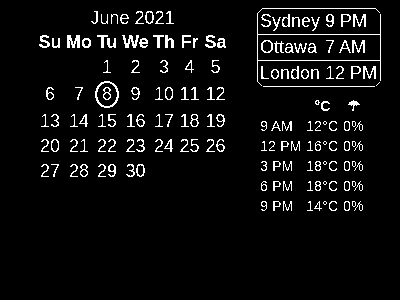 June 2021
Su Mo Tu We Th Fr Sa
1 2 3 4 5
6 7 8 9 10 11 12
13 14 15 16 17 18 19
20 21 22 23 24 25 26
27 28 29 30
Sydney 9 PM
Ottawa 7 AM
London 12 PM
°C
9 AM 12°C 0%
12 PM 16°C 0%
3 PM 18°C 0%
6 PM 18°C 0%
9 PM 14°C 0%